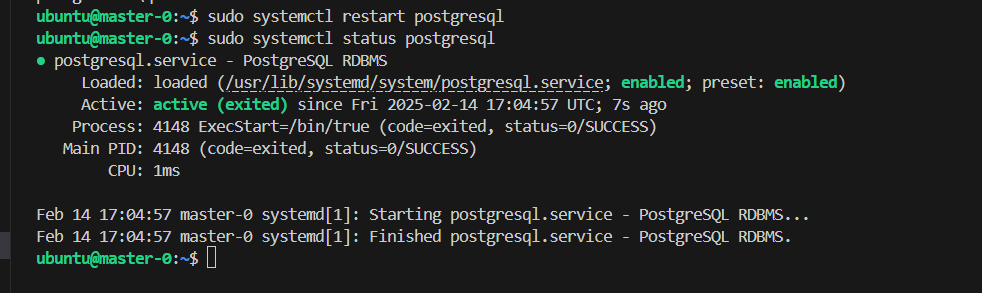 ubuntu@master-0:~$ sudo systemctl restart postgresql
ubuntu@master-0:~$ sudo systemctl status postgresql
● postgresql.service - PostgreSQL RDBMS
     Loaded: loaded (/usr/lib/systemd/system/postgresql.service; enabled; preset: enabled)
     Active: active (exited) since Fri 2025-02-14 17:04:57 UTC; 7s ago
    Process: 4148 ExecStart=/bin/true (code=exited, status=0/SUCCESS)
   Main PID: 4148 (code=exited, status=0/SUCCESS)
        CPU: 1ms

Feb 14 17:04:57 master-0 systemd[1]: Starting postgresql.service - PostgreSQL RDBMS...
Feb 14 17:04:57 master-0 systemd[1]: Finished postgresql.service - PostgreSQL RDBMS.
ubuntu@master-0:~$